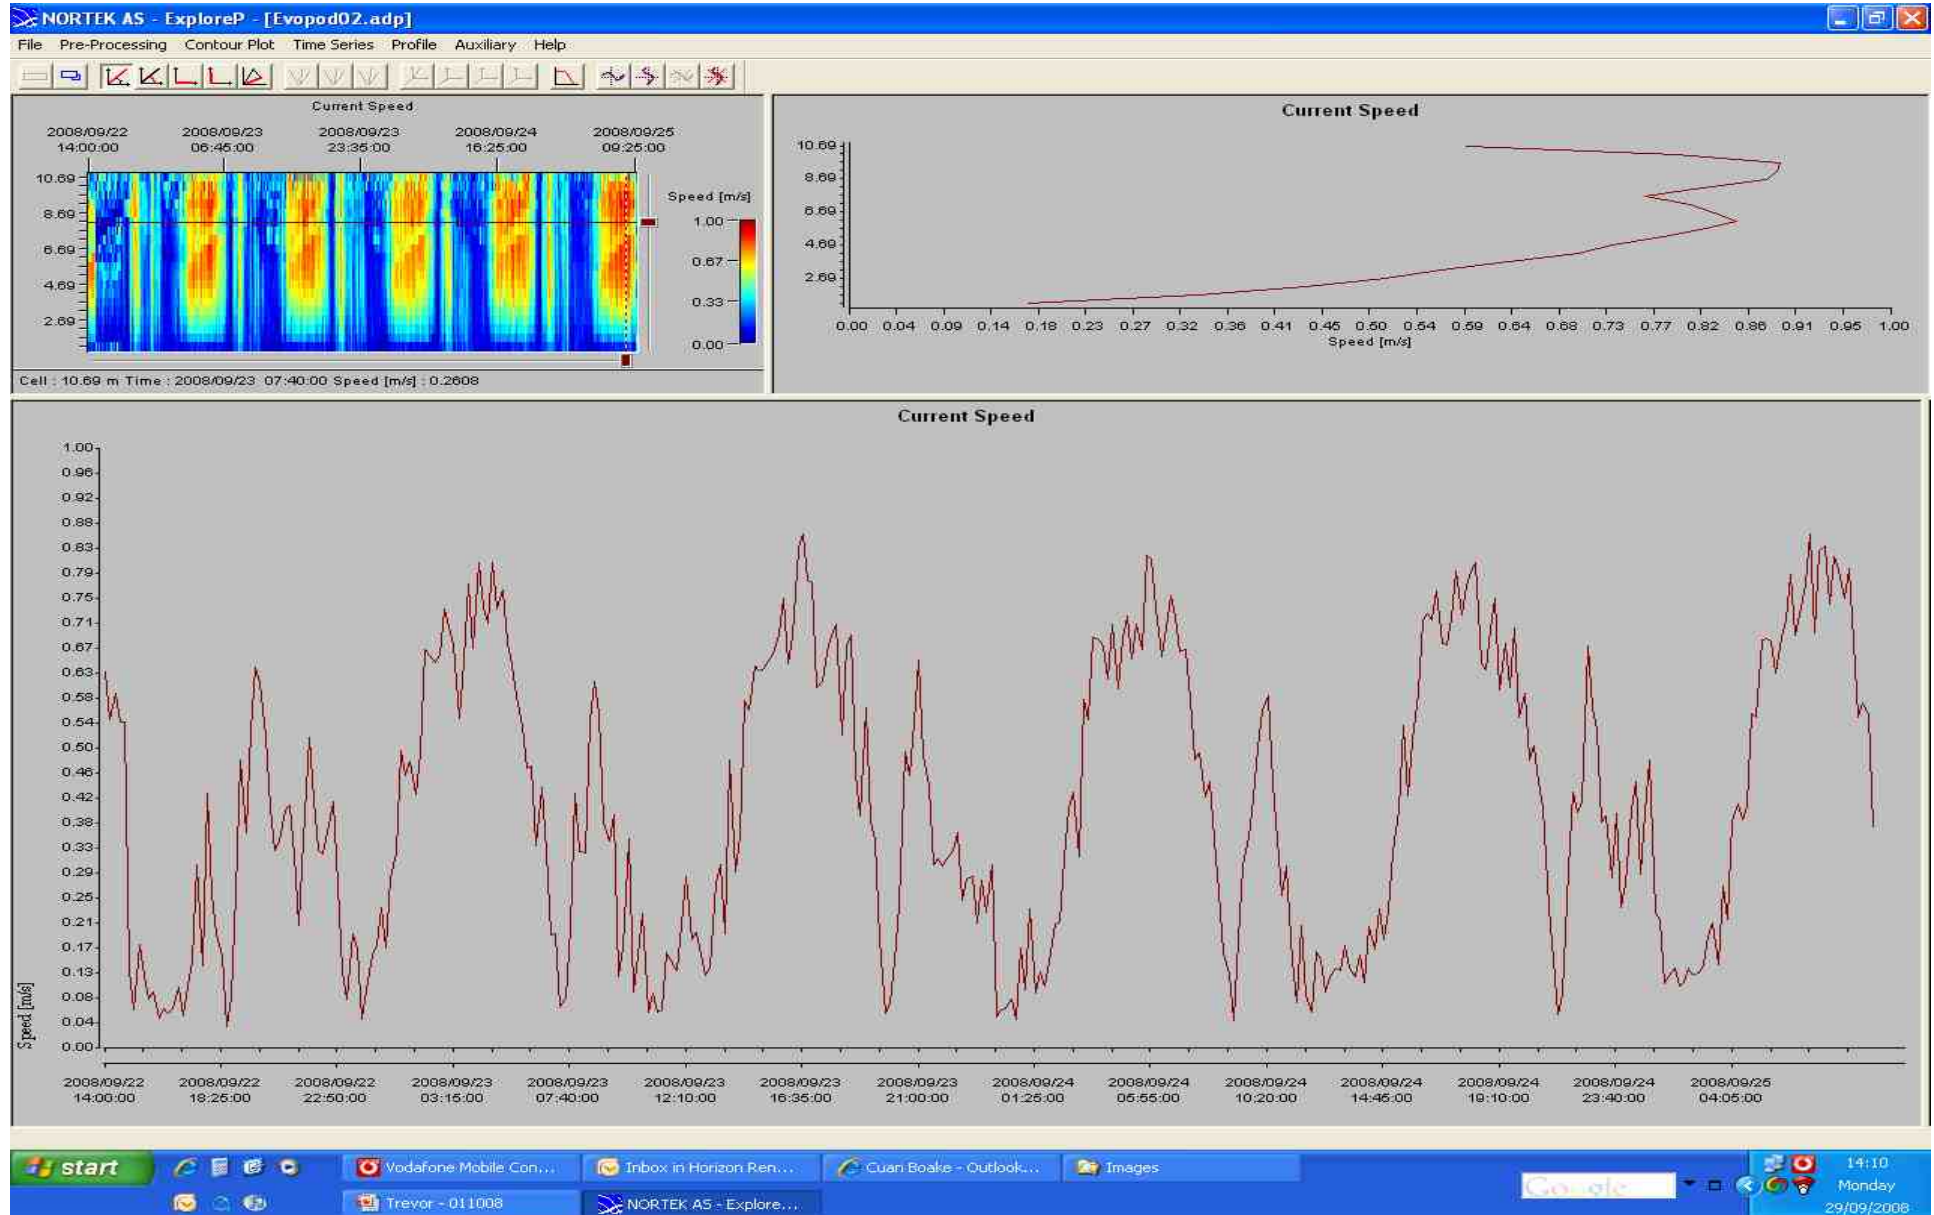 NORTEK AS - ExploreP - [Evopod02.adp]
File Pre-Processing Contour Plot Time Series Profile Auxiliary Help
Current Speed
2008/09/22 2008/09/23 2008/09/23 2008/09/24 2008/09/25
14:00:00 06:45:00 23:35:00 16:25:00 09:25:00
10.69
8.69
6.69
4.69
2.69
Speed [m/s]
1.00
0.67
0.33
0.00
Cell : 10.69 m Time : 2008/09/23 07:40:00 Speed [m/s] : 0.2608
Current Speed
10.69
8.69
6.69
4.69
2.69
0.00 0.04 0.09 0.14 0.18 0.23 0.27 0.32 0.36 0.41 0.45 0.50 0.54 0.59 0.64 0.68 0.73 0.77 0.82 0.86 0.91 0.95 1.00
Speed [m/s]
Current Speed
1.00
0.96
0.92
0.88
0.83
0.79
0.75
0.71
0.67
0.63
0.58
0.54
0.50
0.46
0.42
0.38
0.33
0.29
0.25
0.21
0.17
0.13
0.08
0.04
0.00
Speed [m/s]
2008/09/22 2008/09/22 2008/09/22 2008/09/23 2008/09/23 2008/09/23 2008/09/23 2008/09/23 2008/09/24 2008/09/24 2008/09/24 2008/09/24 2008/09/24 2008/09/24 2008/09/25
14:00:00 18:25:00 22:50:00 03:15:00 07:40:00 12:10:00 16:35:00 21:00:00 01:25:00 05:55:00 10:20:00 14:45:00 19:10:00 23:40:00 04:05:00
start
Vodafone Mobile Con...
Inbox in Horizon Ren...
Cuan Boake - Outlook...
Images
Trevor - 011008
NORTEK AS - Explore...
Google
14:10
Monday
29/09/2008